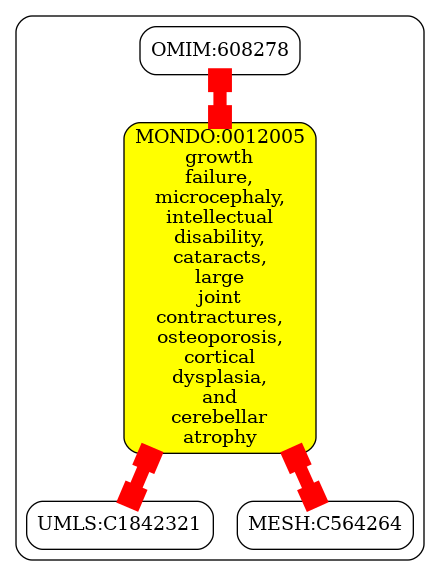 OMIM:608278
MONDO:0012005
growth
failure,
microcephaly,
intellectual
disability,
cataracts,
large
joint
contractures,
osteoporosis,
cortical
dysplasia,
and
cerebellar
atrophy
UMLS:C1842321
MESH:C564264